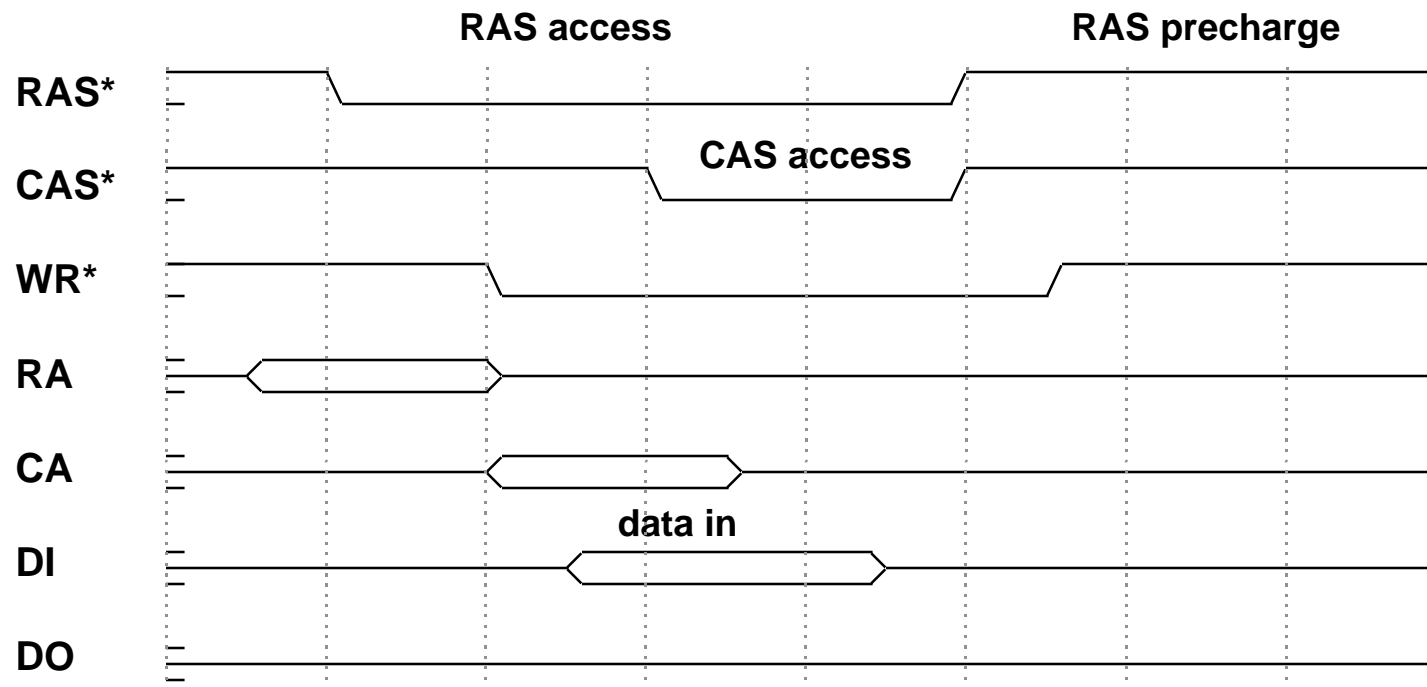 RAS access RAS precharge
RAS*
CAS access
CAS*
WR*
RA
CA
data in
DI
DO